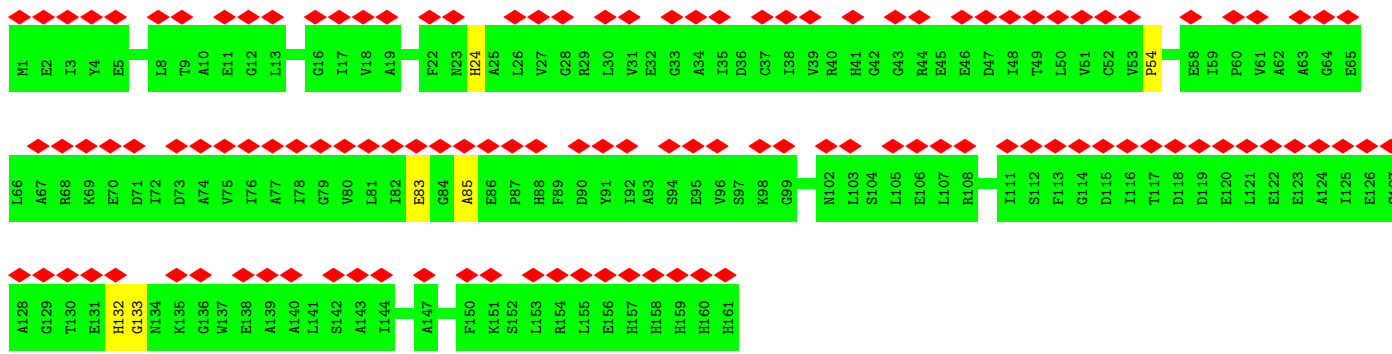 M1 E2 I3 Y4 E5 L8 T9 A10 E11 G12 L13 G16 I17 V18 A19 F22 N23 H24 A25 L26 V27 G28 R29 L30 V31 E32 G33 A34 I35 D36 C37 I38 V39 R40 H41 G42 G43 R44 E45 E46 D47 I48 T49 L50 V51 C52 V53 P54 E58 I59 P60 V61 A62 A63 G64 E65
L66 A67 R68 K69 E70 D71 I72 D73 A74 V75 I76 A77 I78 G79 V80 L81 I82 E83 G84 A85 E86 P87 H88 F89 D90 Y91 I92 A93 S94 E95 V96 S97 K98 G99 N102 L103 S104 L105 E106 L107 R108 I111 S112 F113 G114 D115 I116 T117 D118 D119 E120 L121 E122 E123 A124 I125 E126
A128 G129 T130 E131 H132 G133 N134 K135 G136 W137 E138 A139 A140 L141 S142 A143 I144 A147 F150 K151 S152 L153 R154 L155 E156 H157 H158 H159 H160 H161